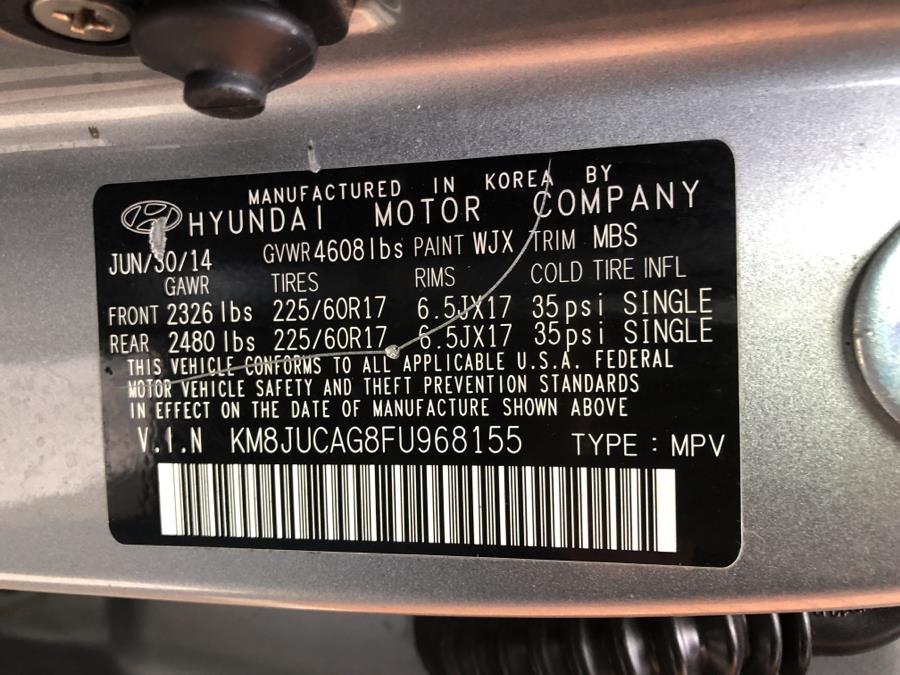 MANUFACTURED IN KOREA BY
HYUNDAI MOTOR COMPANY
JUN/30/14 GVWR 4608lbs PAINT WJX TRIM MBS
GAWR TIRES RIMS COLD TIRE INFL
FRONT 2326 lbs 225/60R17 6.5JX17 35psi SINGLE
REAR 2480 lbs 225/60R17 6.5JX17 35psi SINGLE
THIS VEHICLE CONFORMS TO ALL APPLICABLE U.S.A. FEDERAL
MOTOR VEHICLE SAFETY AND THEFT PREVENTION STANDARDS
IN EFFECT ON THE DATE OF MANUFACTURE SHOWN ABOVE
V.I.N KM8JUCAG8FU968155 TYPE : MPV